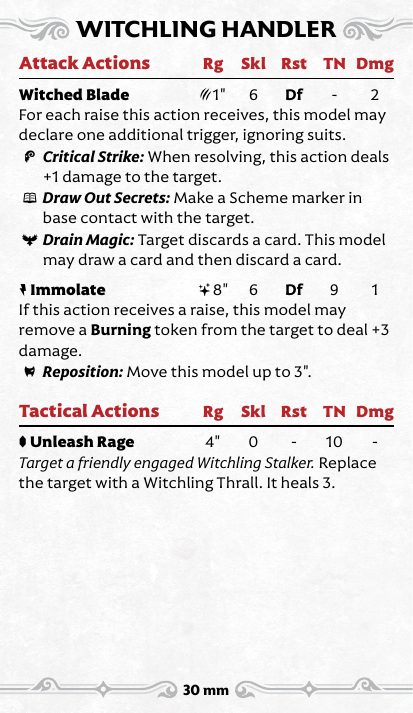 WITCHLING HANDLER
Attack Actions Rg Skl Rst TN Dmg
Witched Blade 1" 6 Df - 2
For each raise this action receives, this model may
declare one additional trigger, ignoring suits.
Critical Strike: When resolving, this action deals
+1 damage to the target.
Draw Out Secrets: Make a Scheme marker in
base contact with the target.
Drain Magic: Target discards a card. This model
may draw a card and then discard a card.
Immolate 8" 6 Df 9 1
If this action receives a raise, this model may
remove a Burning token from the target to deal +3
damage.
Reposition: Move this model up to 3".
Tactical Actions Rg Skl Rst TN Dmg
Unleash Rage 4" 0 - 10 -
Target a friendly engaged Witchling Stalker. Replace
the target with a Witchling Thrall. It heals 3.
30 mm